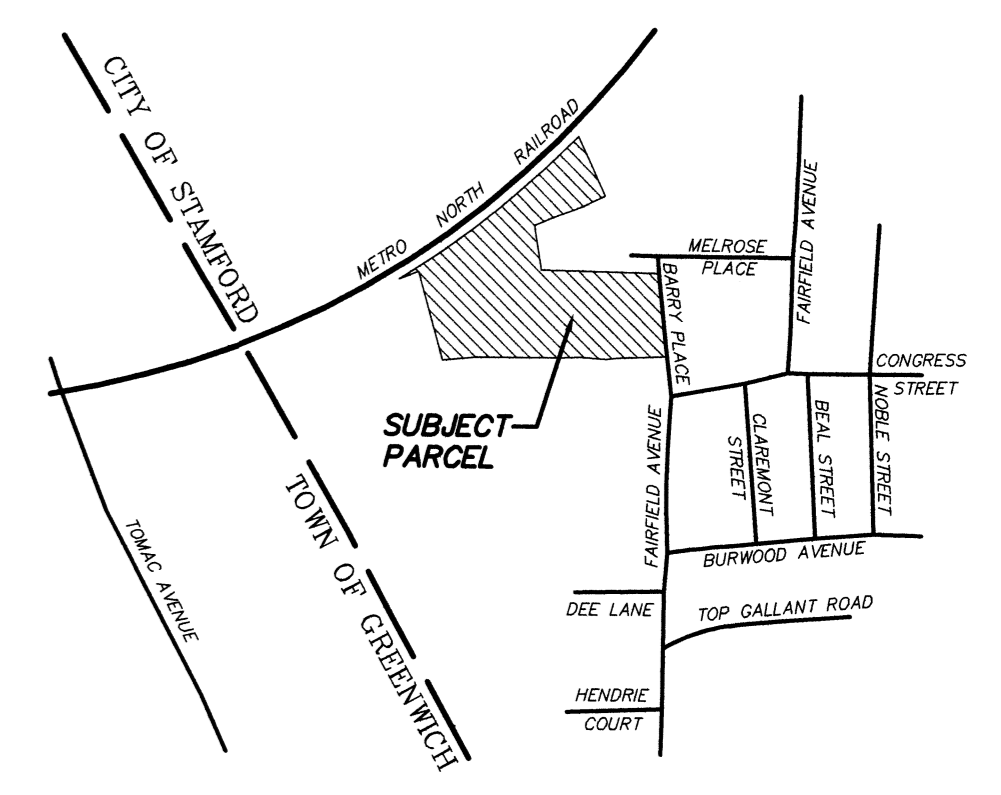 CITY OF STAMFORD
METRO NORTH RAILROAD
FAIRFIELD AVENUE
MELROSE
PLACE
BARRY PLACE
CONGRESS
STREET
SUBJECT
PARCEL
FAIRFIELD AVENUE
CLAREMONT
STREET
BEAL STREET
NOBLE STREET
TOWN OF GREENWICH
TOMAC AVENUE
BURWOOD AVENUE
DEE LANE
TOP GALLANT ROAD
HENDRIE
COURT